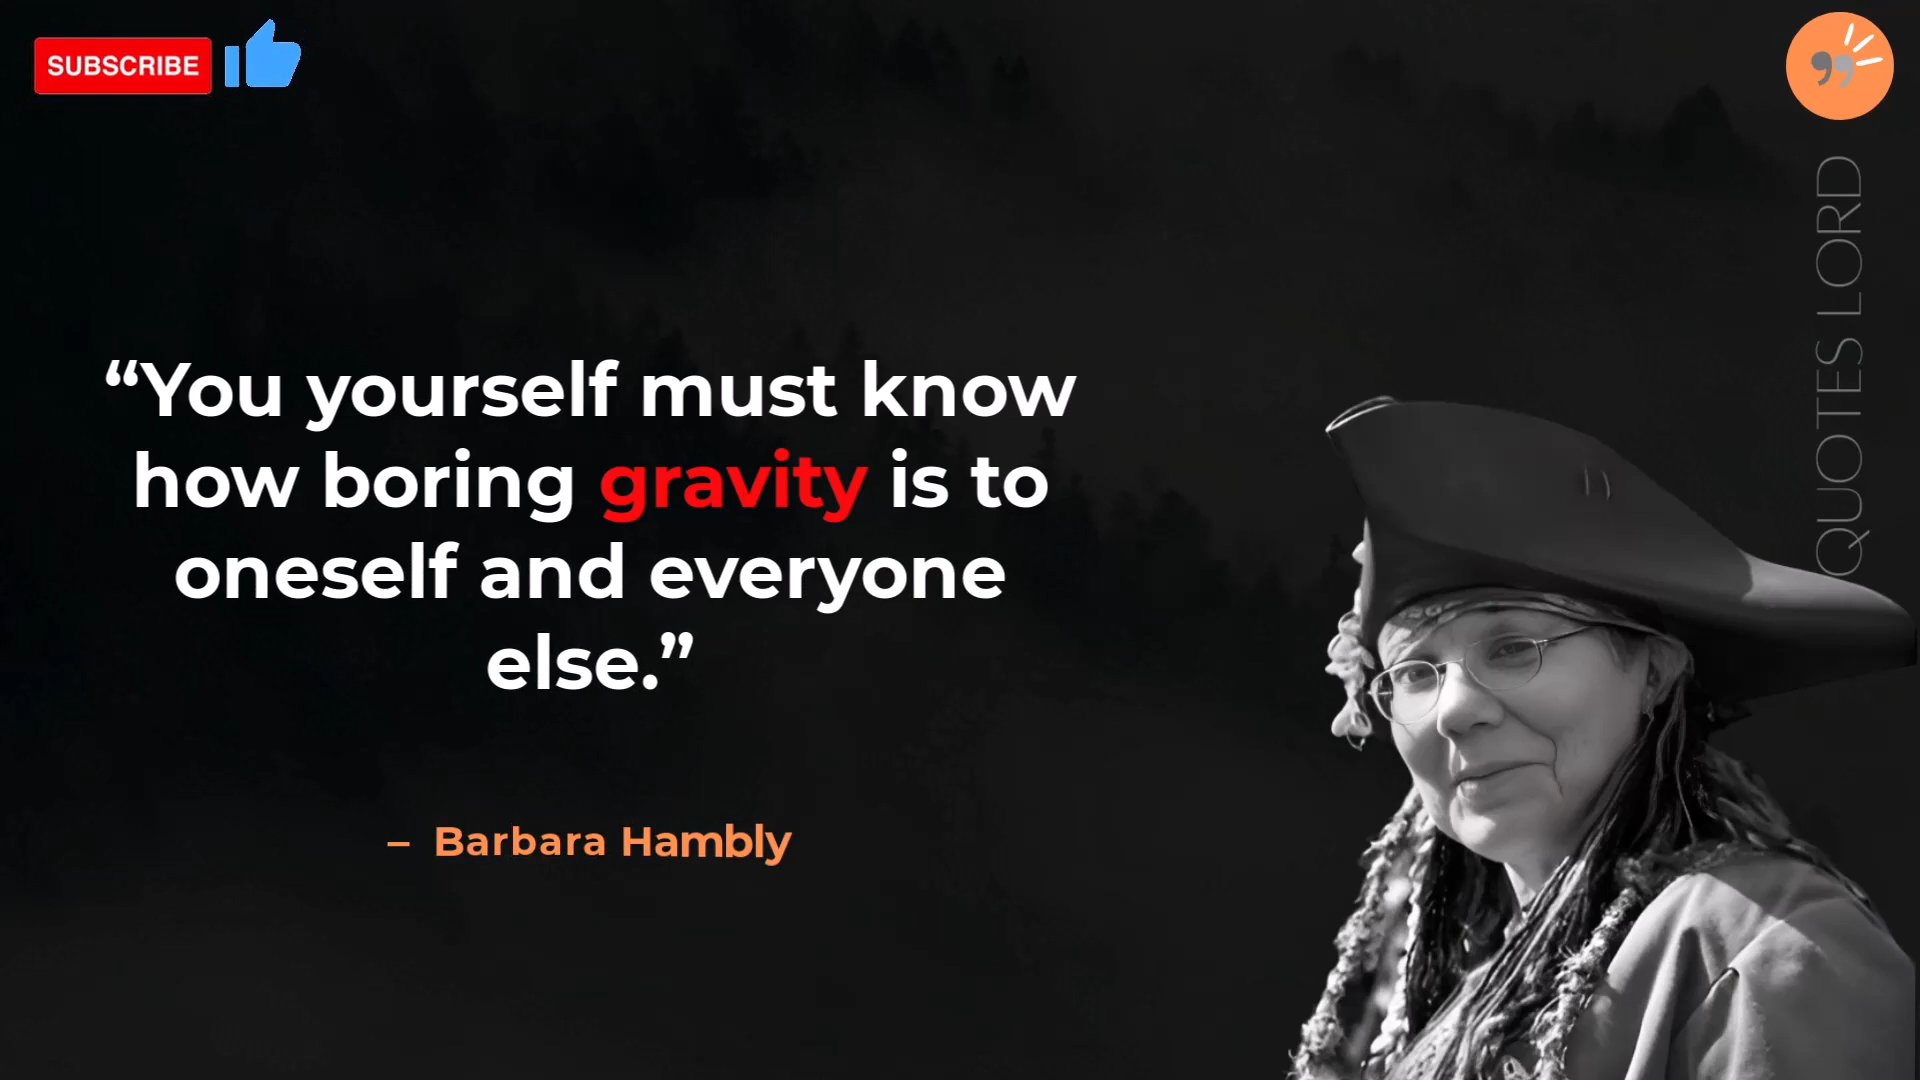 SUBSCRIBE
“You yourself must know
how boring gravity is to
oneself and everyone
else.”
– Barbara Hambly
QUOTES LORD